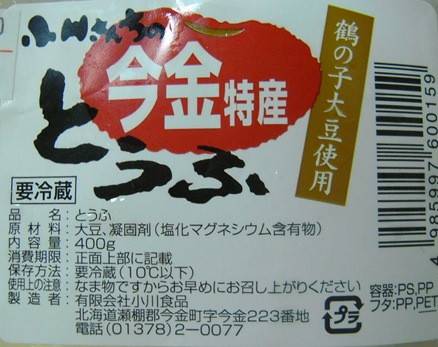 小川さんちの
今金特産
とうふ
鶴の子大豆使用
要冷蔵
品名:とうふ
原材料:大豆、凝固剤(塩化マグネシウム含有物)
内容量:400g
消費期限:正面上部に記載
保存方法:要冷蔵(10℃以下)
使用上の注意:なま物ですからお早めにお召し上がりください
製造者:有限会社小川食品
北海道瀬棚郡今金町字今金223番地
電話(01378)2-0077
プラ
容器:PS,PP
フタ:PP,PET
4985997600159